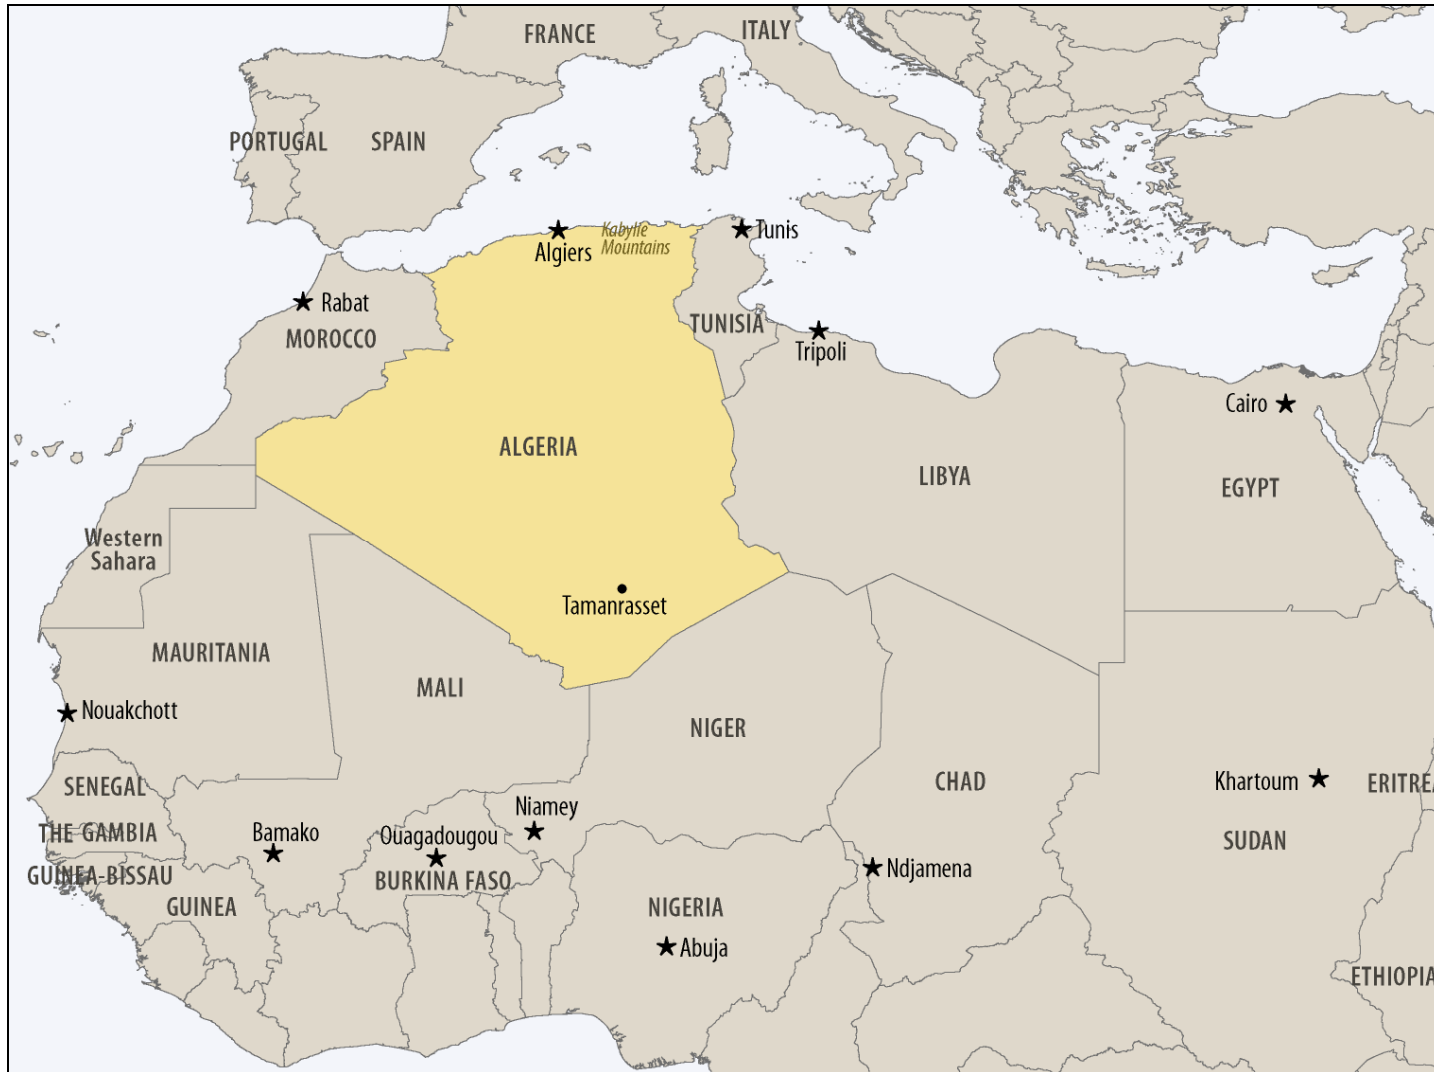 FRANCE
ITALY
PORTUGAL
SPAIN
Kabylie
Mountains
Algiers
Tunis
Rabat
MOROCCO
TUNISIA
Tripoli
Cairo
ALGERIA
LIBYA
EGYPT
Western
Sahara
Tamanrasset
MAURITANIA
MALI
Nouakchott
NIGER
SENEGAL
CHAD
Khartoum
ERITREA
Niamey
THE GAMBIA
Bamako
Ouagadougou
SUDAN
Ndjamena
GUINEA-BISSAU
BURKINA FASO
GUINEA
NIGERIA
Abuja
ETHIOPIA